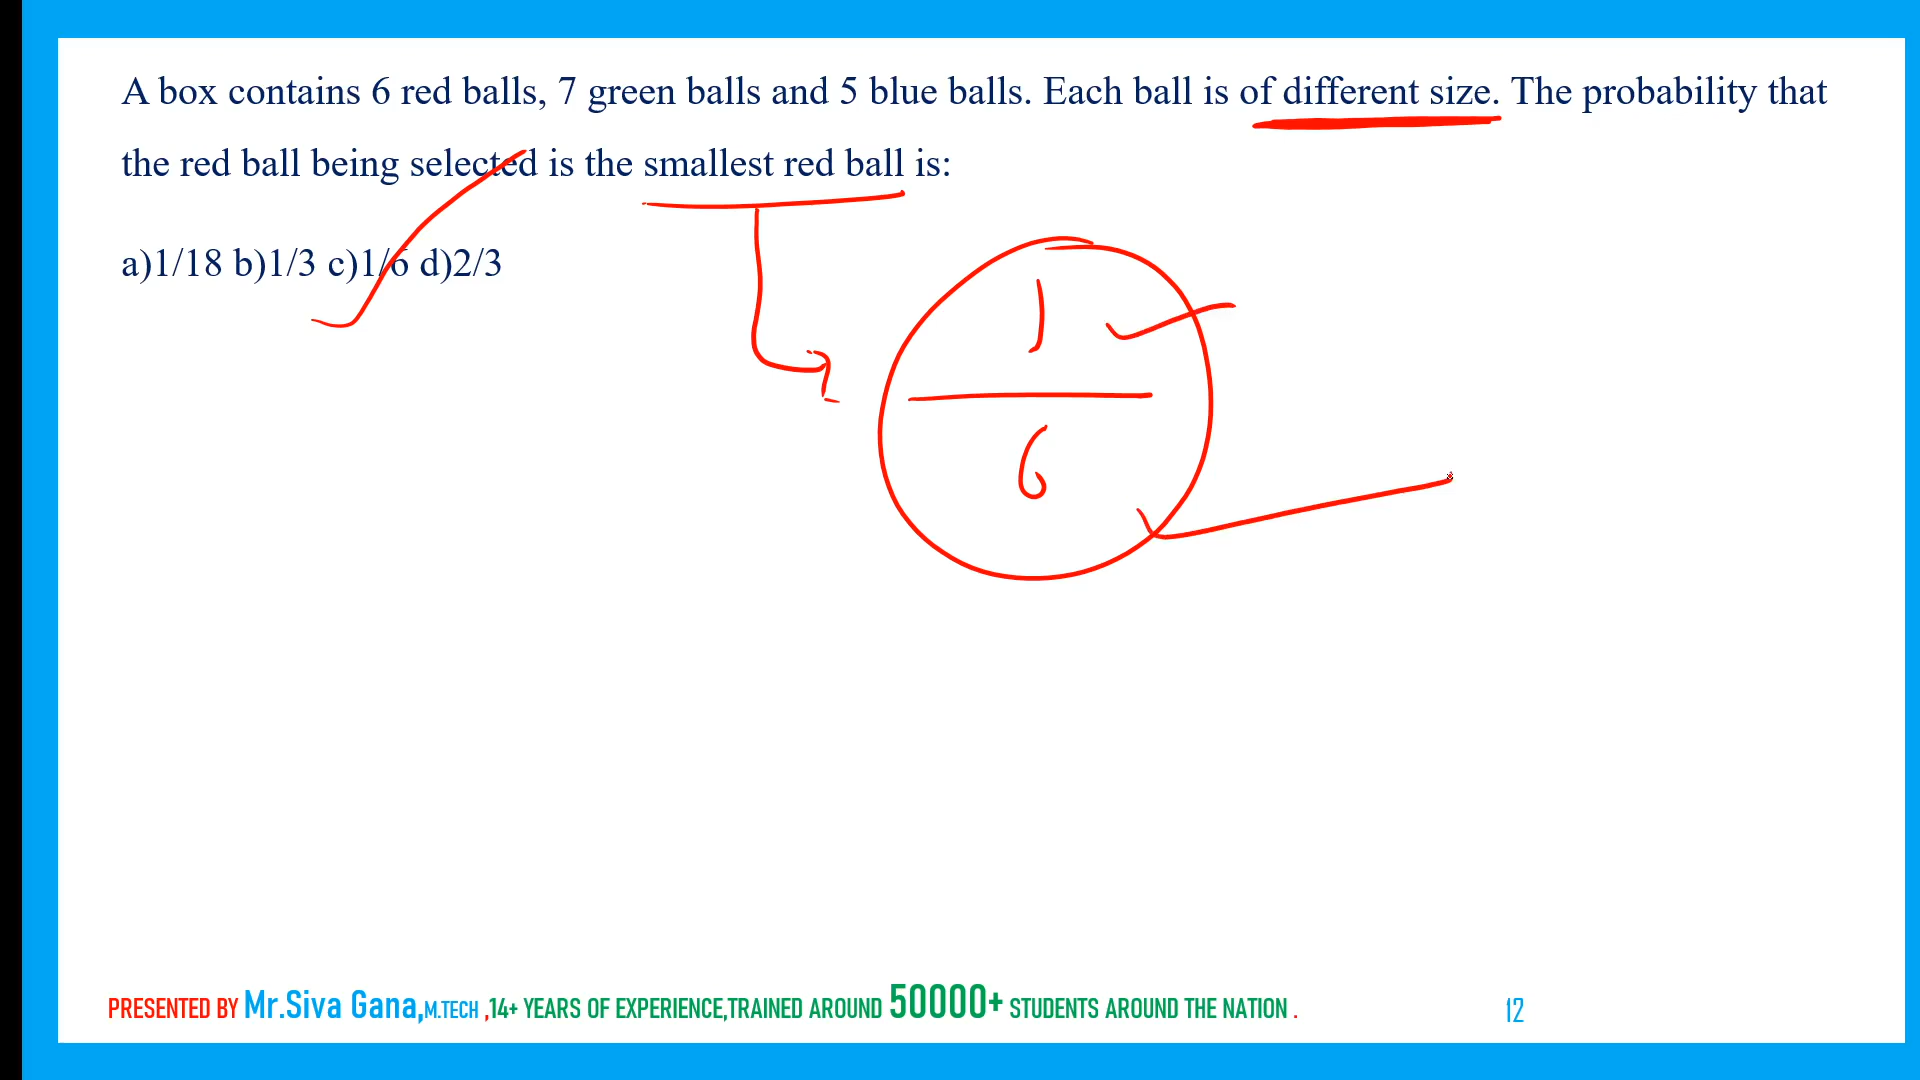 A box contains 6 red balls, 7 green balls and 5 blue balls. Each ball is of different size. The probability that
the red ball being selected is the smallest red ball is:
a)1/18 b)1/3 c)1/6 d)2/3
1
6
PRESENTED BY Mr.Siva Gana,M.TECH ,14+ YEARS OF EXPERIENCE,TRAINED AROUND 50000+ STUDENTS AROUND THE NATION .
12